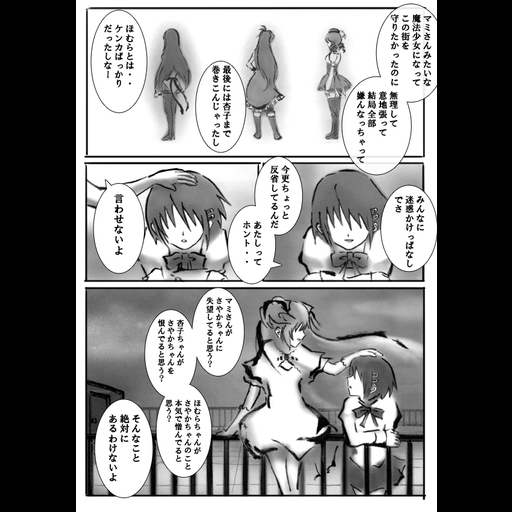 マミさんみたいな
魔法少女になって
この街を
守りたかったのに
無理して
意地張って
結局全部
嫌んなっちゃって
最後には杏子まで
巻きこんじゃったし
ほむらとは・・
ケンカばっかり
だったしなー
みんなに
迷惑かけっぱなし
でさ
今更ちょっと
反省してるんだ
あたしって
ホント・・
言わせないよ
マミさんが
さやかちゃんに
失望してると思う?
杏子ちゃんが
さやかちゃんを
恨んでると思う?
ほむらちゃんが
さやかちゃんのこと
本気で憎んでると
思う?
そんなこと
絶対に
あるわけないよ